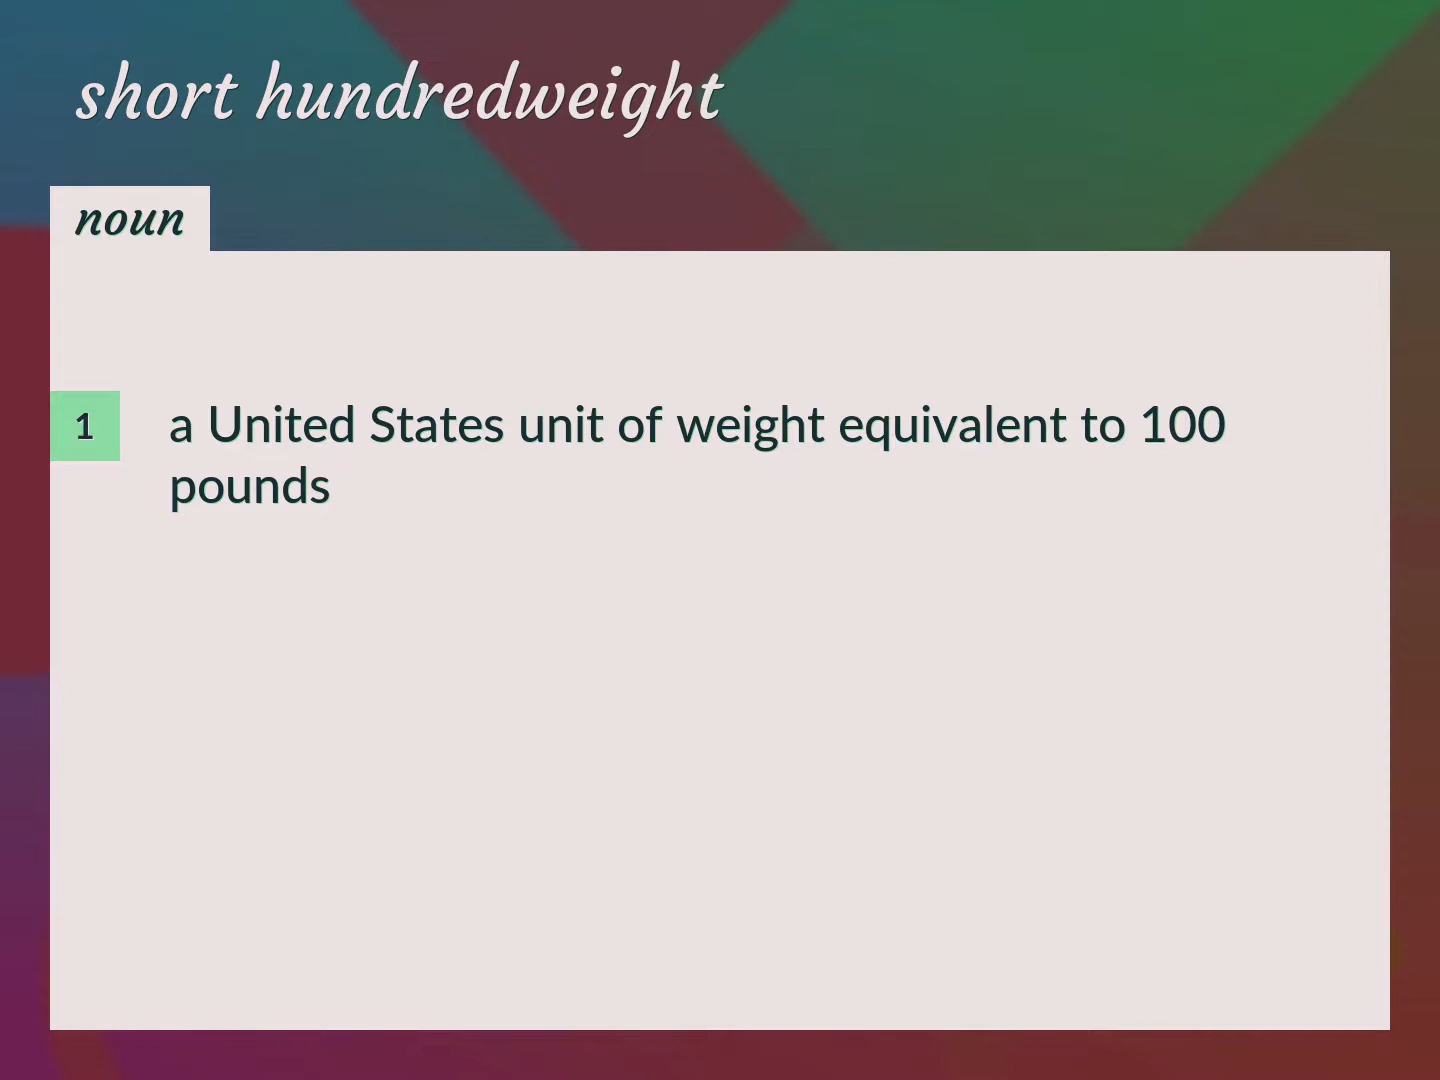 short hundredweight
noun
1 a United States unit of weight equivalent to 100
pounds